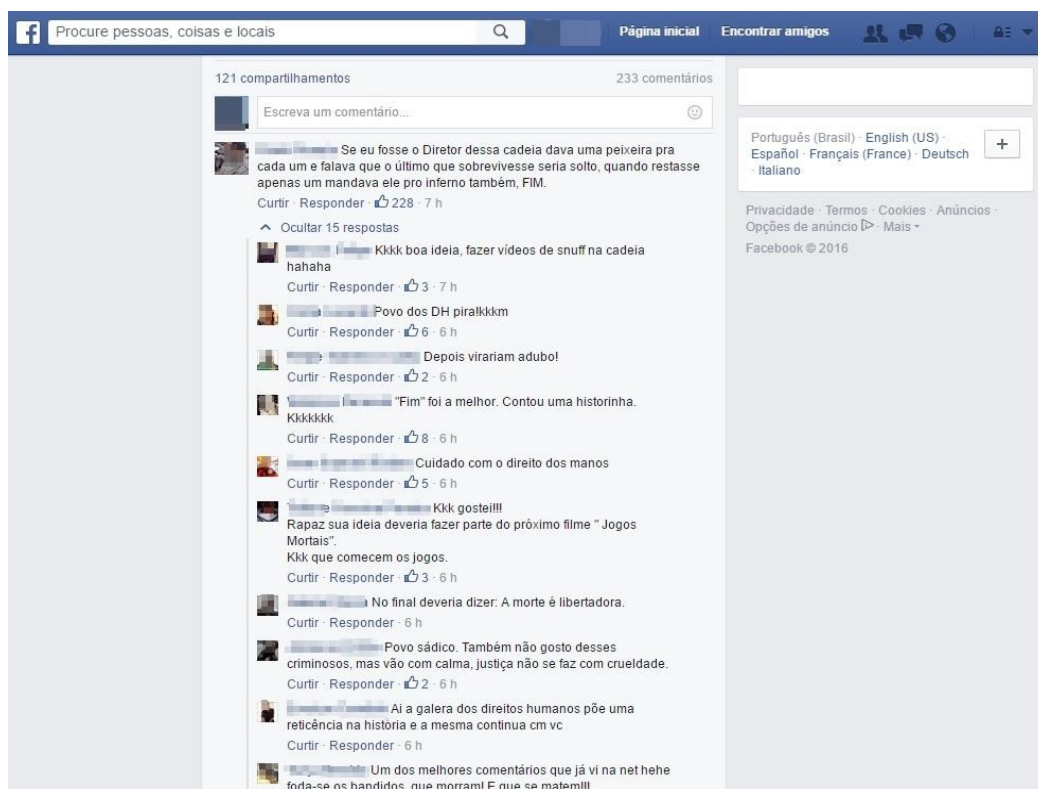 f
Procure pessoas, coisas e locais
Página inicial
Encontrar amigos
121 compartilhamentos
233 comentários
Escreva um comentário...
Se eu fosse o Diretor dessa cadeia dava uma peixeira pra
cada um e falava que o último que sobrevivesse seria solto, quando restasse
apenas um mandava ele pro inferno também, FIM.
Curtir · Responder · 228 · 7 h
Ocultar 15 respostas
Kkkk boa ideia, fazer vídeos de snuff na cadeia
hahaha
Curtir · Responder · 3 · 7 h
Povo dos DH pira!kkkm
Curtir · Responder · 6 · 6 h
Depois virariam adubo!
Curtir · Responder · 2 · 6 h
"Fim" foi a melhor. Contou uma historinha.
Kkkkkkk
Curtir · Responder · 8 · 6 h
Cuidado com o direito dos manos
Curtir · Responder · 5 · 6 h
Kkk gostei!!!
Rapaz sua ideia deveria fazer parte do próximo filme " Jogos
Mortais".
Kkk que comecem os jogos.
Curtir · Responder · 3 · 6 h
No final deveria dizer: A morte é libertadora.
Curtir · Responder · 6 h
Povo sádico. Também não gosto desses
criminosos, mas vão com calma, justiça não se faz com crueldade.
Curtir · Responder · 2 · 6 h
Ai a galera dos direitos humanos põe uma
reticência na història e a mesma continua cm vc
Curtir · Responder · 6 h
Um dos melhores comentários que já vi na net hehe
foda-se os bandidos, que morram! E que se matem!!!
Português (Brasil) · English (US) ·
Español · Français (France) · Deutsch
· Italiano
+
Privacidade · Termos · Cookies · Anúncios ·
Opções de anúncio · Mais
Facebook © 2016